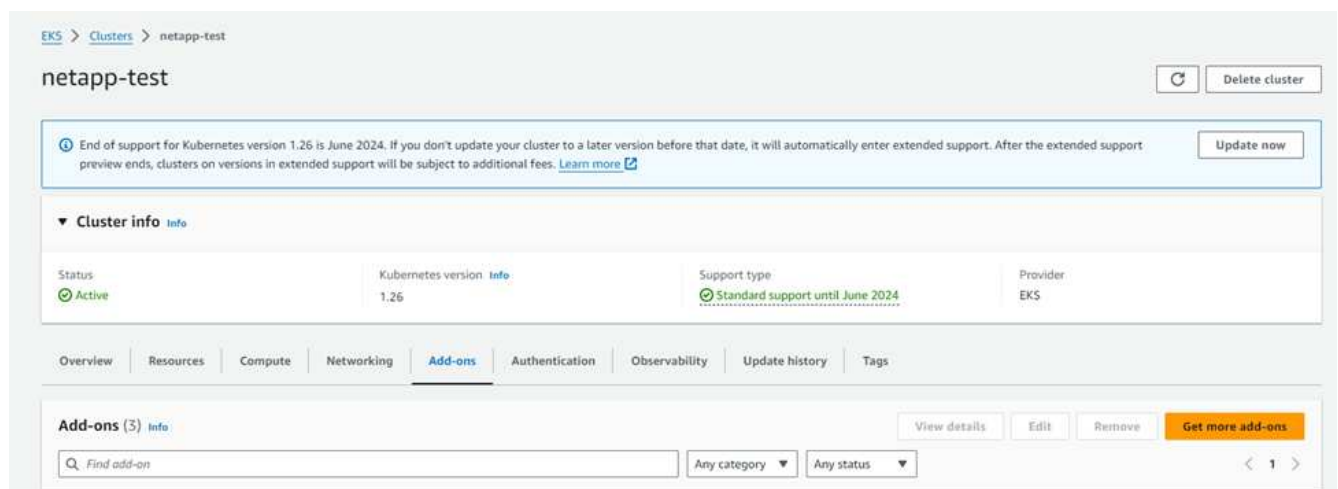 EKS > Clusters > netapp-test
netapp-test
Delete cluster
End of support for Kubernetes version 1.26 is June 2024. If you don't update your cluster to a later version before that date, it will automatically enter extended support. After the extended support
preview ends, clusters on versions in extended support will be subject to additional fees. Learn more
Update now
Cluster info Info
Status
Active
Kubernetes version Info
1.26
Support type
Standard support until June 2024
Provider
EKS
Overview Resources Compute Networking Add-ons Authentication Observability Update history Tags
Add-ons (3) Info
View details Edit Remove Get more add-ons
Find add-on
Any category Any status
< 1 >